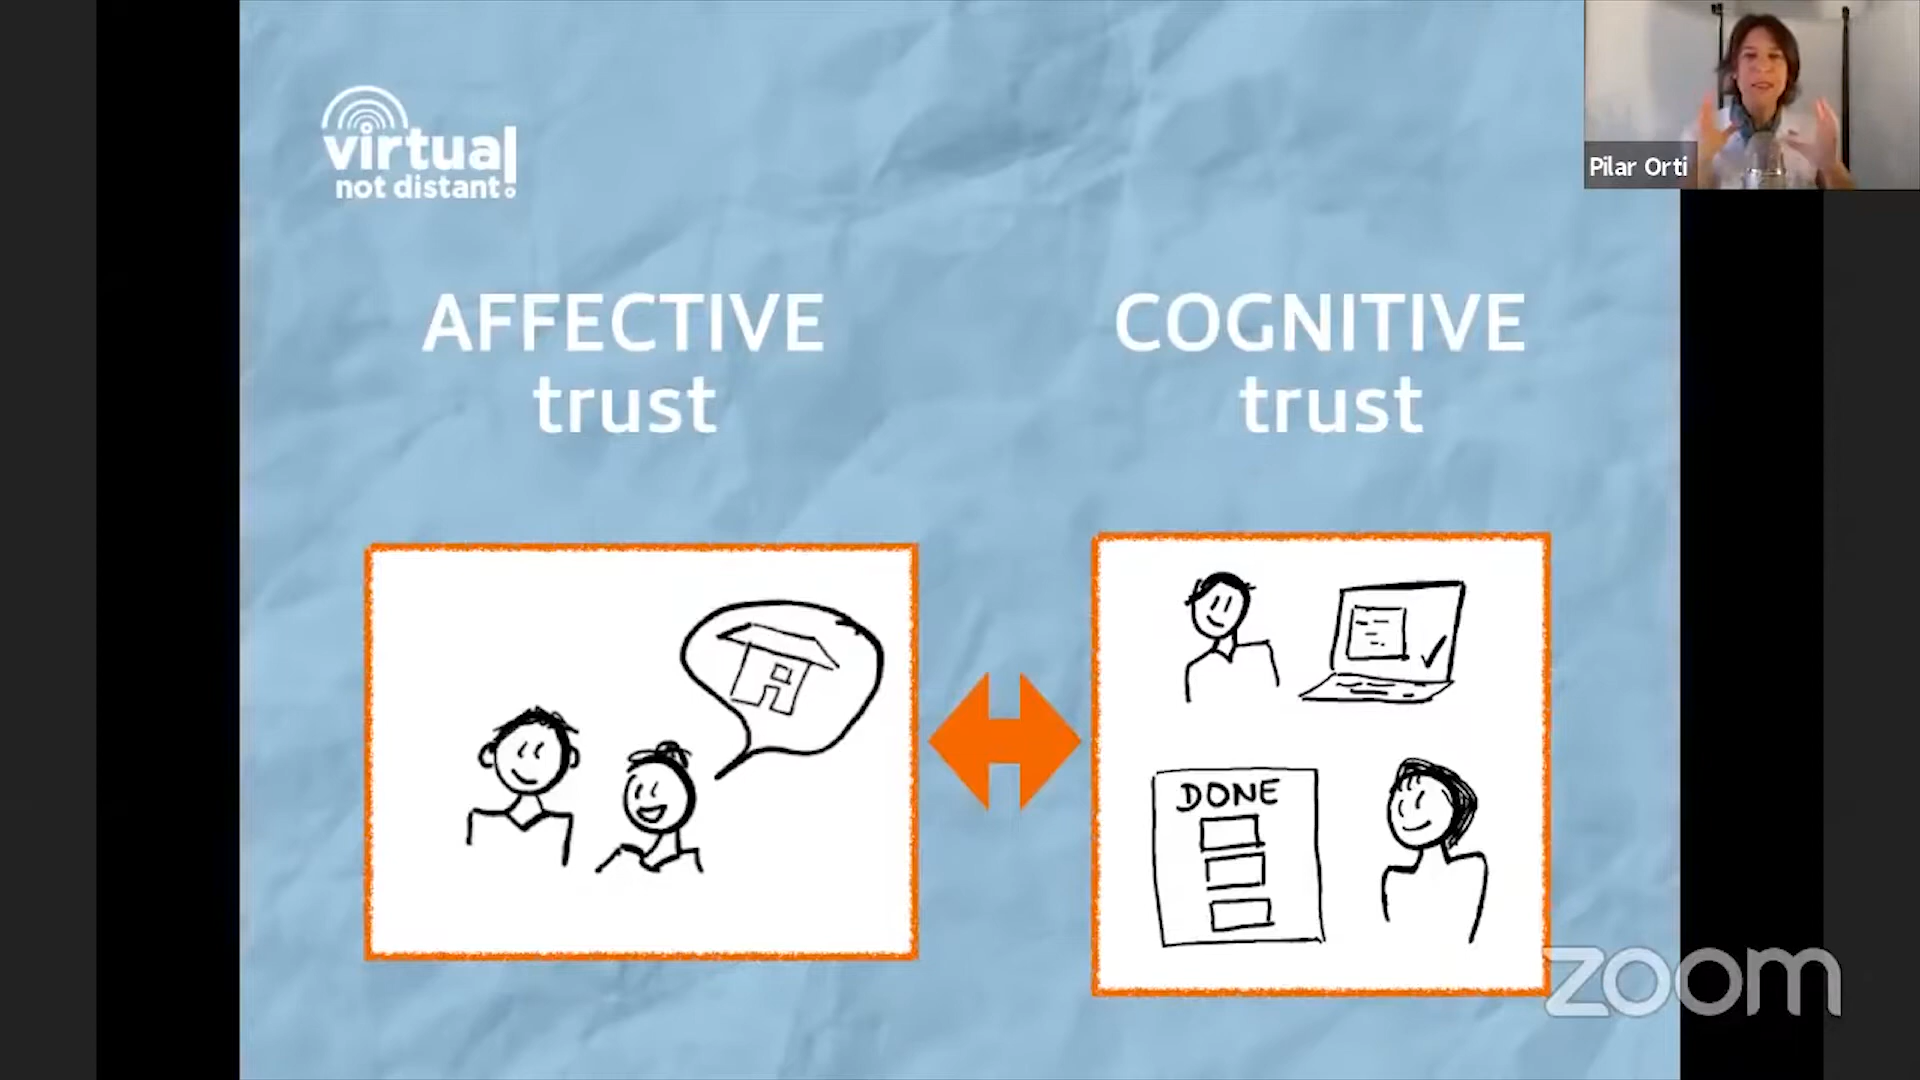 virtual
not distant.
Pilar Orti
AFFECTIVE
trust
COGNITIVE
trust
DONE
zoom